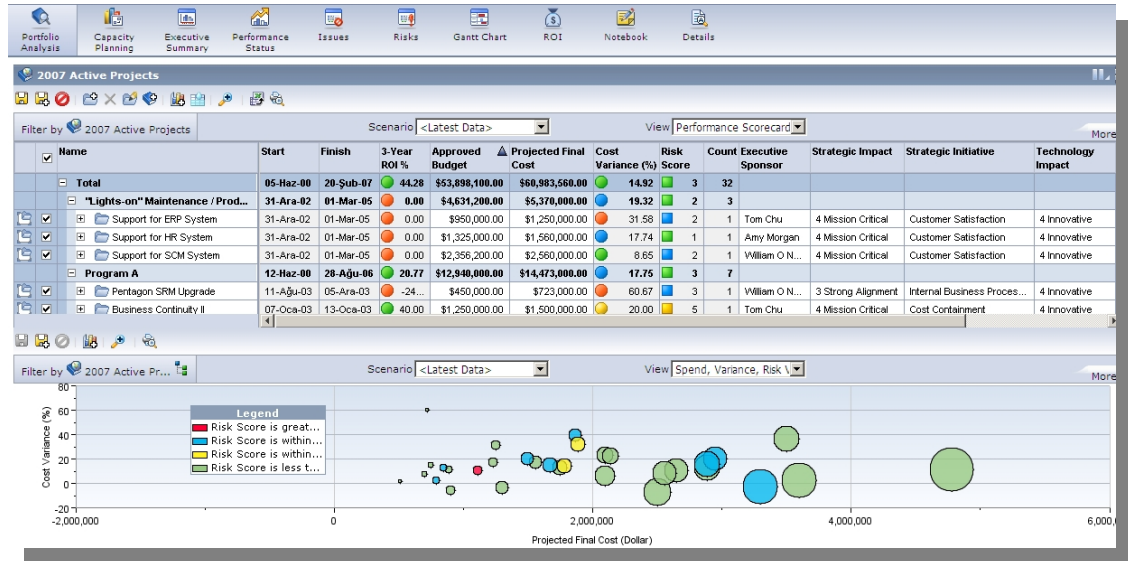 Portfolio Analysis Capacity Planning Executive Summary Performance Status Issues Risks Gantt Chart ROI Notebook Details
2007 Active Projects
Filter by 2007 Active Projects Scenario <Latest Data> View Performance Scorecard More
Name Start Finish 3-Year ROI % Approved Budget Projected Final Cost Cost Variance (%) Risk Score Count Executive Sponsor Strategic Impact Strategic Initiative Technology Impact
Total 05-Haz-00 20-Şub-07 44.28 $53,898,100.00 $60,983,560.00 14.92 3 32
"Lights-on" Maintenance / Prod... 31-Ara-02 01-Mar-05 0.00 $4,631,200.00 $5,370,000.00 19.32 2 3
Support for ERP System 31-Ara-02 01-Mar-05 0.00 $950,000.00 $1,250,000.00 31.58 2 1 Tom Chu 4 Mission Critical Customer Satisfaction 4 Innovative
Support for HR System 31-Ara-02 01-Mar-05 0.00 $1,325,000.00 $1,560,000.00 17.74 1 1 Amy Morgan 4 Mission Critical Customer Satisfaction 4 Innovative
Support for SCM System 31-Ara-02 01-Mar-05 0.00 $2,356,200.00 $2,560,000.00 8.65 2 1 William O N... 4 Mission Critical Customer Satisfaction 4 Innovative
Program A 12-Haz-00 28-Ağu-06 20.77 $12,940,000.00 $14,473,000.00 17.75 3 7
Pentagon SRM Upgrade 11-Ağu-03 05-Ara-03 -24... $450,000.00 $723,000.00 60.67 3 1 William O N... 3 Strong Alignment Internal Business Proces... 4 Innovative
Business Continuity II 07-Oca-03 13-Oca-03 40.00 $1,250,000.00 $1,500,000.00 20.00 5 1 Tom Chu 4 Mission Critical Cost Containment 4 Innovative
Filter by 2007 Active Pr... Scenario <Latest Data> View Spend, Variance, Risk More
Cost Variance (%)
80
60
40
20
0
-20
Legend
Risk Score is great...
Risk Score is within...
Risk Score is within...
Risk Score is less t...
-2,000,000 0 2,000,000 4,000,000 6,000,
Projected Final Cost (Dollar)